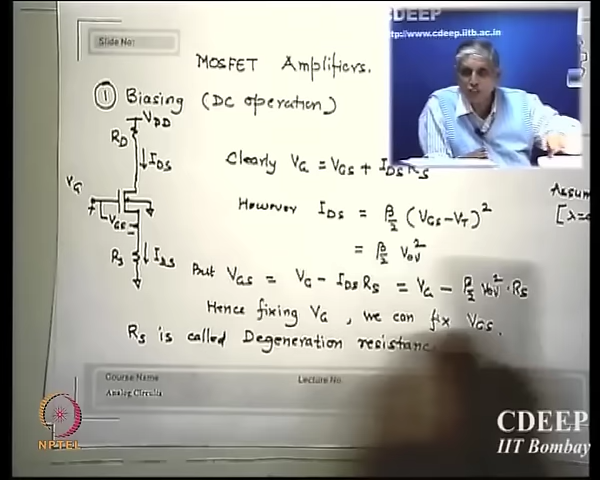 CDEEP
http://www.cdeep.iitb.ac.in
Slide No:
MOSFET Amplifiers.
① Biasing (DC operation)
VDD
RD
IDS
VG
VGS
RS
IDS
Clearly VG = VGS + IDS RS
However IDS = β/2 (VGS - VT)²
Assum
[λ=0
= β/2 Vov²
But VGS = VG - IDS RS = VG - β/2 Vov² · RS
Hence fixing VG, we can fix VGS.
RS is called Degeneration resistance
Course Name
Lecture No.
Analog Circuits
NPTEL
CDEEP
IIT Bombay